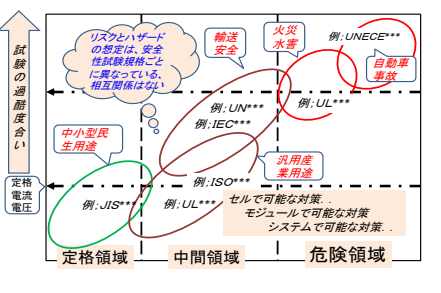 試験の過酷度合い
リスクとハザード
の想定は、安全
性試験規格ごと
に異なっている、
相互関係はない
輸送
安全
火災
水害
例;UNECE***
自動車
事故
例;UL***
例;UN***
例;IEC***
中小型民
生用途
汎用産
業用途
定格
電流
電圧
例;JIS***
例;ISO***
例;UL***
セルで可能な対策. .
モジュールで可能な対策
システムで可能な対策. .
定格領域
中間領域
危険領域